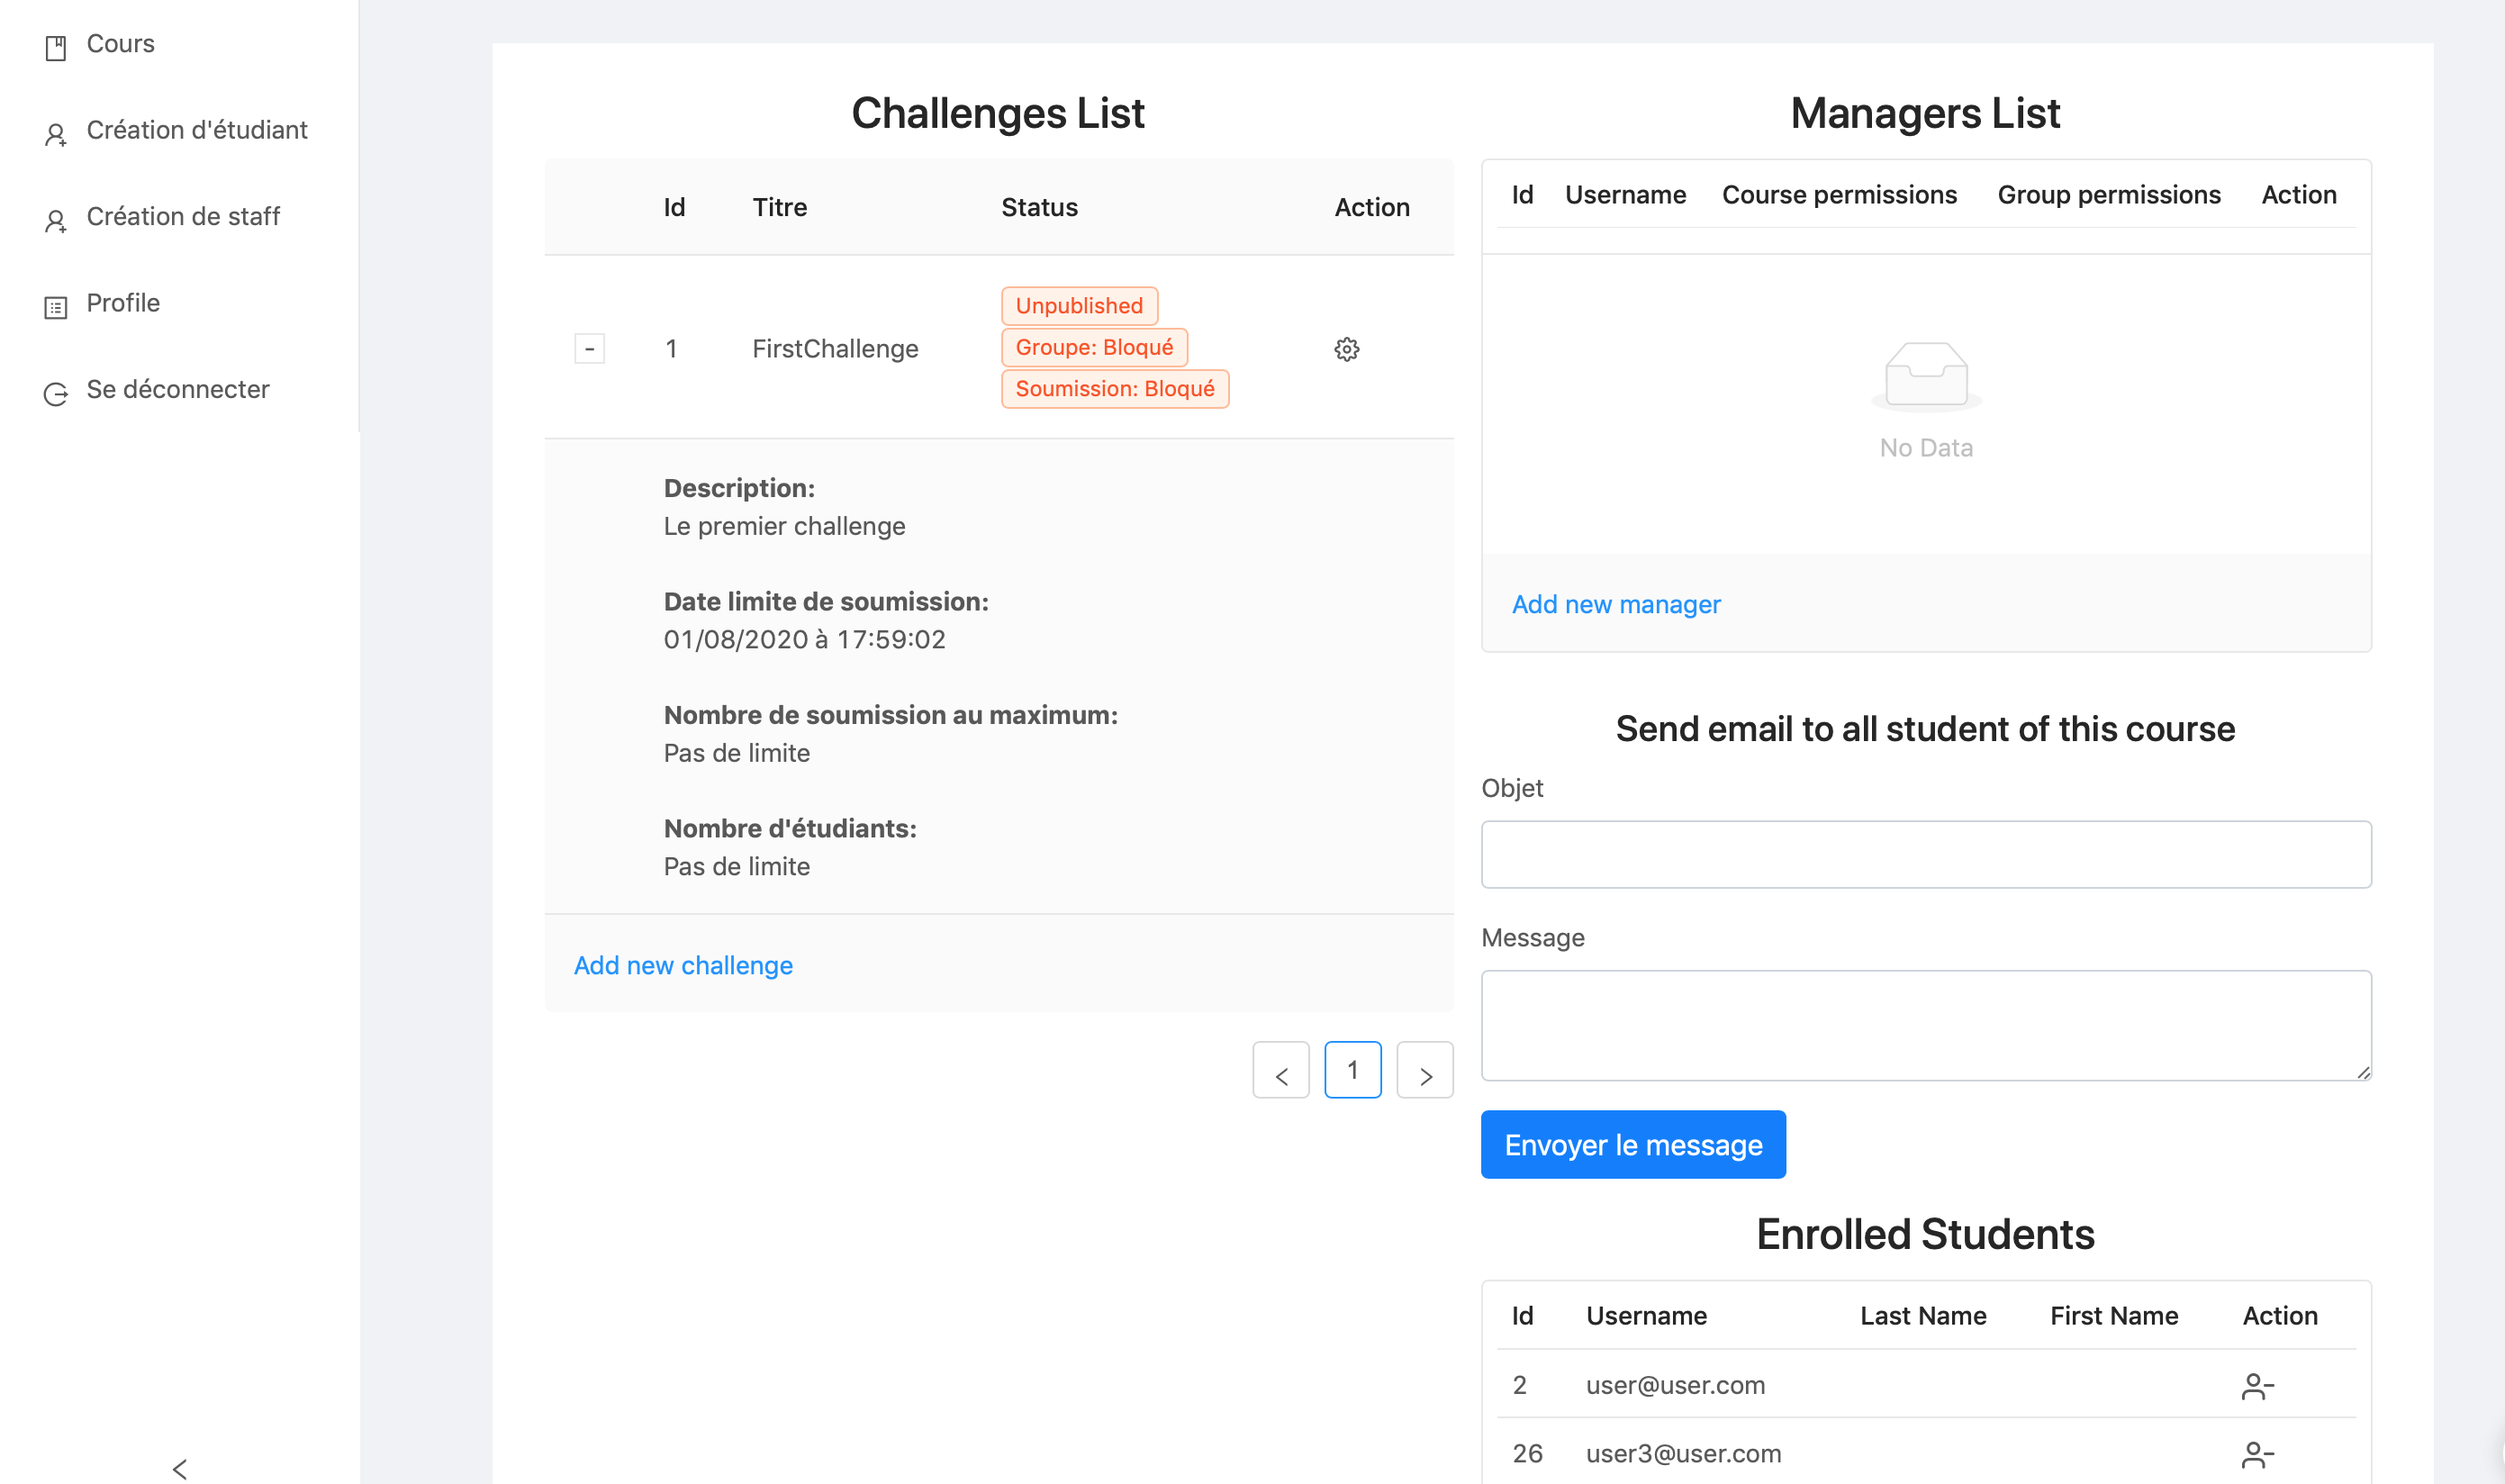 Cours
Création d'étudiant
Création de staff
Profile
Se déconnecter
Challenges List
Id Titre Status Action
Unpublished
- 1 FirstChallenge Groupe: Bloqué
Soumission: Bloqué
Description:
Le premier challenge
Date limite de soumission:
01/08/2020 à 17:59:02
Nombre de soumission au maximum:
Pas de limite
Nombre d'étudiants:
Pas de limite
Add new challenge
< 1 >
Managers List
Id Username Course permissions Group permissions Action
No Data
Add new manager
Send email to all student of this course
Objet
Message
Envoyer le message
Enrolled Students
Id Username Last Name First Name Action
2 user@user.com
26 user3@user.com